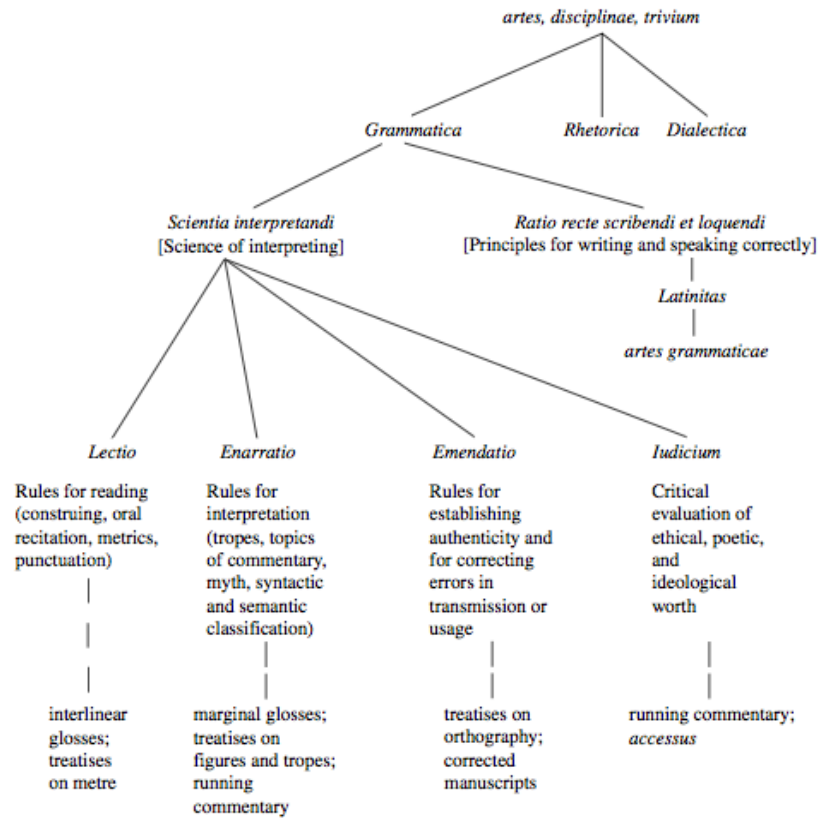 artes, disciplinae, trivium
Grammatica
Rhetorica
Dialectica
Scientia interpretandi
[Science of interpreting]
Ratio recte scribendi et loquendi
[Principles for writing and speaking correctly]
Latinitas
artes grammaticae
Lectio
Rules for reading
(construing, oral
recitation, metrics,
punctuation)
interlinear
glosses;
treatises
on metre
Enarratio
Rules for
interpretation
(tropes, topics
of commentary,
myth, syntactic
and semantic
classification)
marginal glosses;
treatises on
figures and tropes;
running
commentary
Emendatio
Rules for
establishing
authenticity and
for correcting
errors in
transmission or
usage
treatises on
orthography;
corrected
manuscripts
Iudicium
Critical
evaluation of
ethical, poetic,
and
ideological
worth
running commentary;
accessus